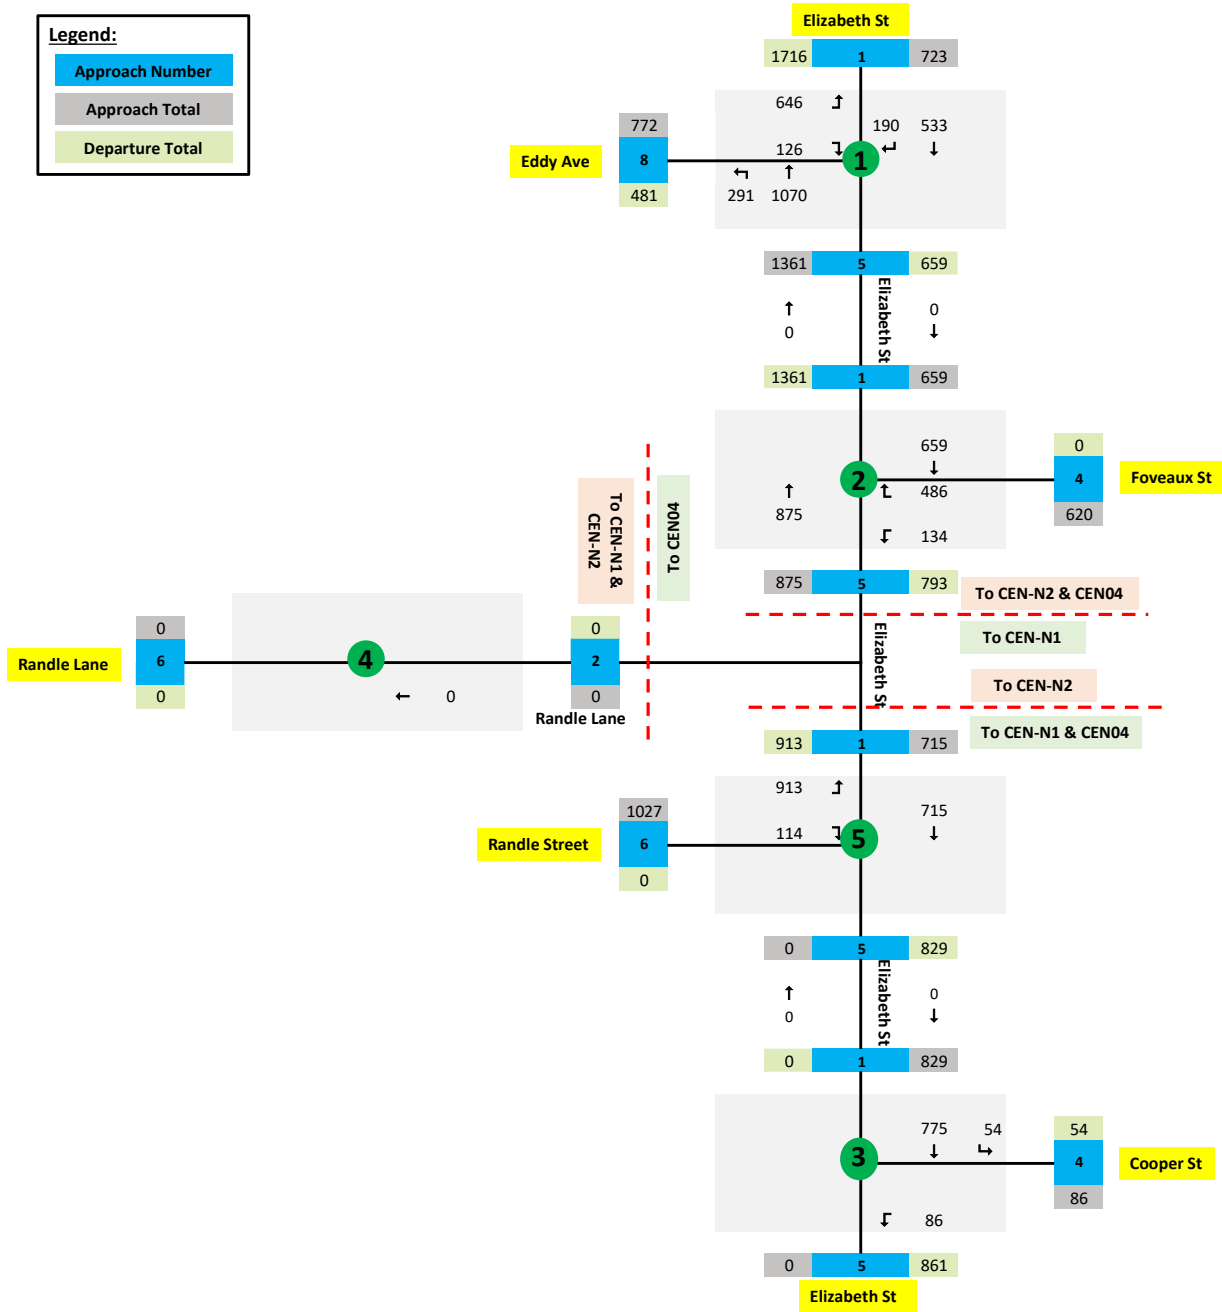 Elizabeth St
Legend:
Approach Number
Approach Total
Departure Total
1716 1 723
646
190 533
772
8
481
Eddy Ave
126
1
291 1070
1361 5 659
Elizabeth St
0
0
1361 1 659
659
2
486
875
134
0
4
620
Foveaux St
To CEN-N1 &
CEN-N2
To CEN04
875 5 793
To CEN-N2 & CEN04
To CEN-N1
Elizabeth St
To CEN-N2
To CEN-N1 & CEN04
Randle Lane
0
6
0
4
0
0
2
0
Randle Lane
913 1 715
913
715
1027
6
0
Randle Street
114
5
0 5 829
Elizabeth St
0
0
0 1 829
775 54
3
54
4
86
Cooper St
86
0 5 861
Elizabeth St